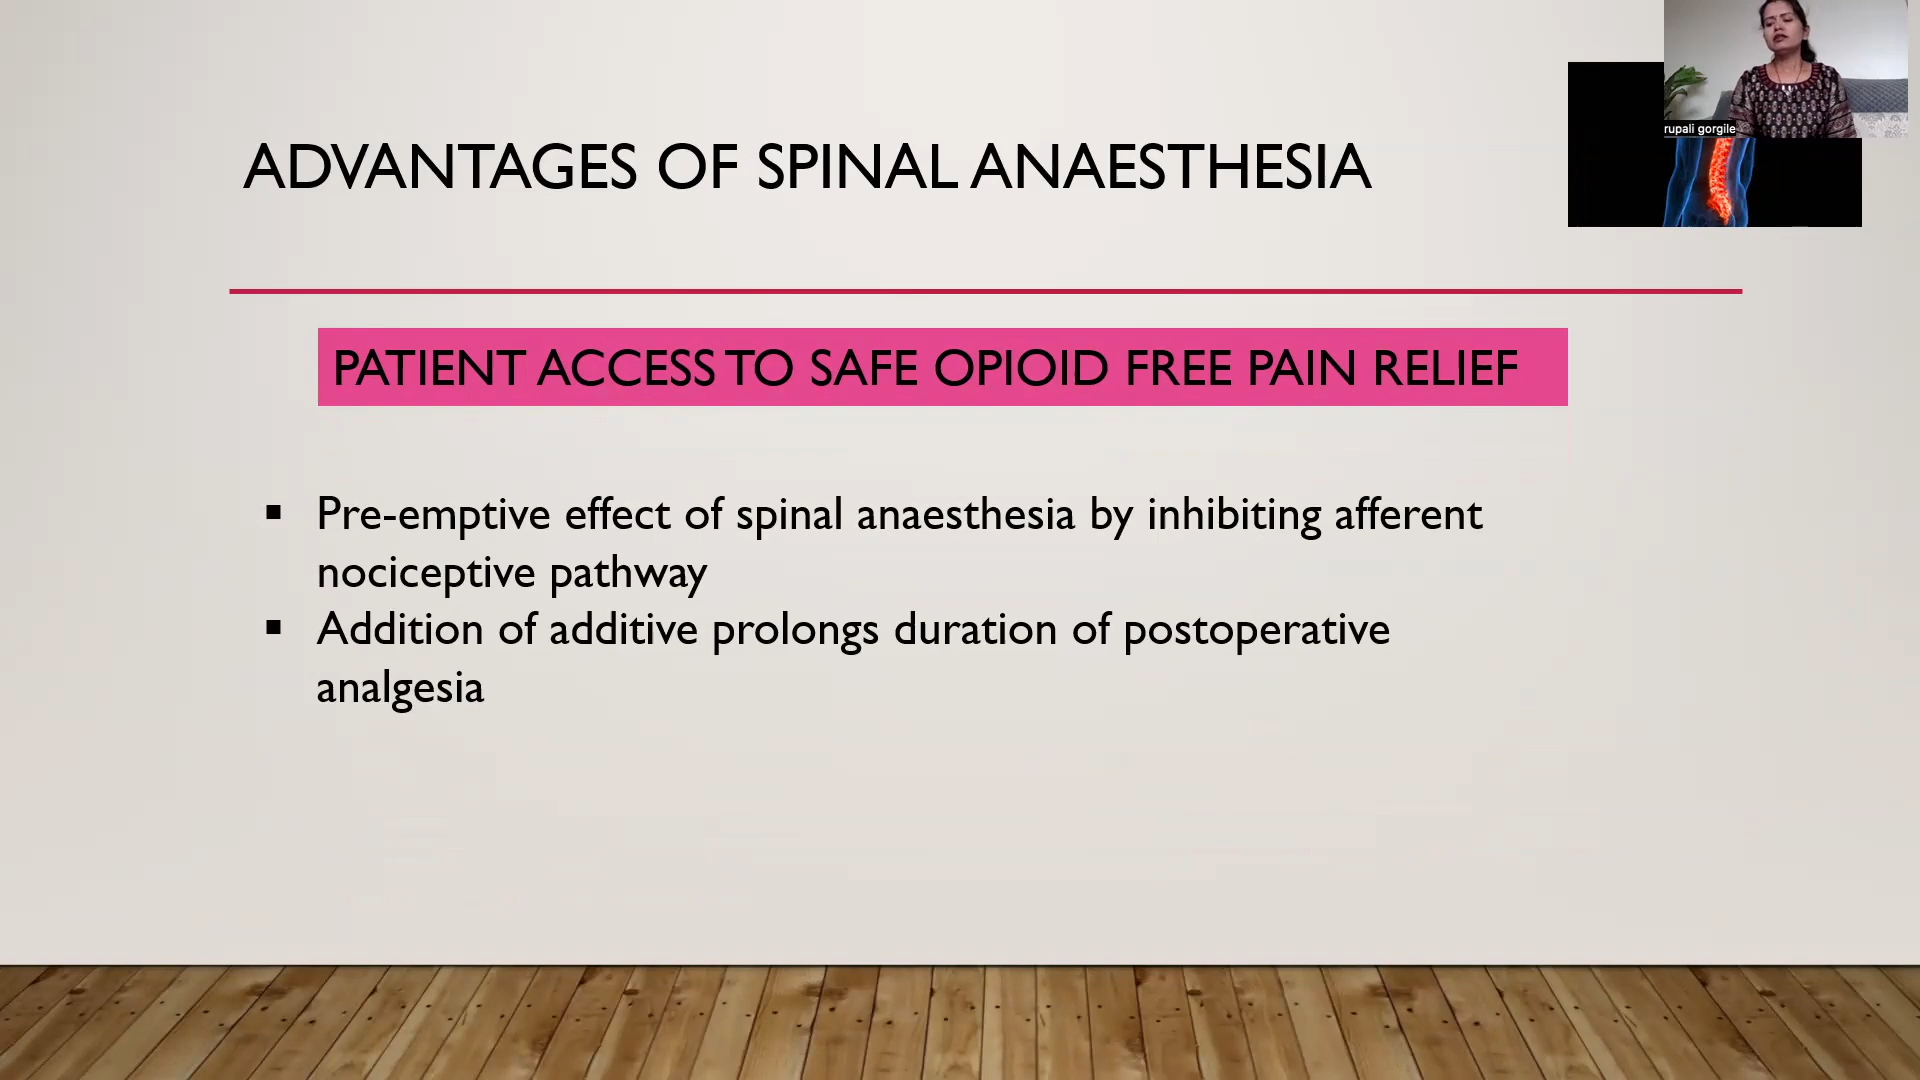 ADVANTAGES OF SPINAL ANAESTHESIA
rupali gorgile
PATIENT ACCESS TO SAFE OPIOID FREE PAIN RELIEF
▪ Pre-emptive effect of spinal anaesthesia by inhibiting afferent
nociceptive pathway
▪ Addition of additive prolongs duration of postoperative
analgesia